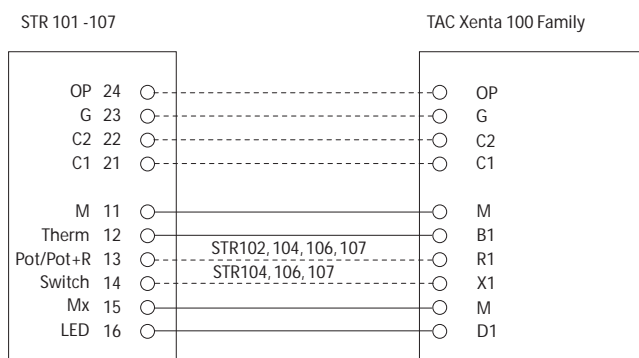 STR 101 -107 TAC Xenta 100 Family
OP 24 OP
G 23 G
C2 22 C2
C1 21 C1
M 11 M
Therm 12 B1
STR102, 104, 106, 107
Pot/Pot+R 13 R1
STR104, 106, 107
Switch 14 X1
Mx 15 M
LED 16 D1